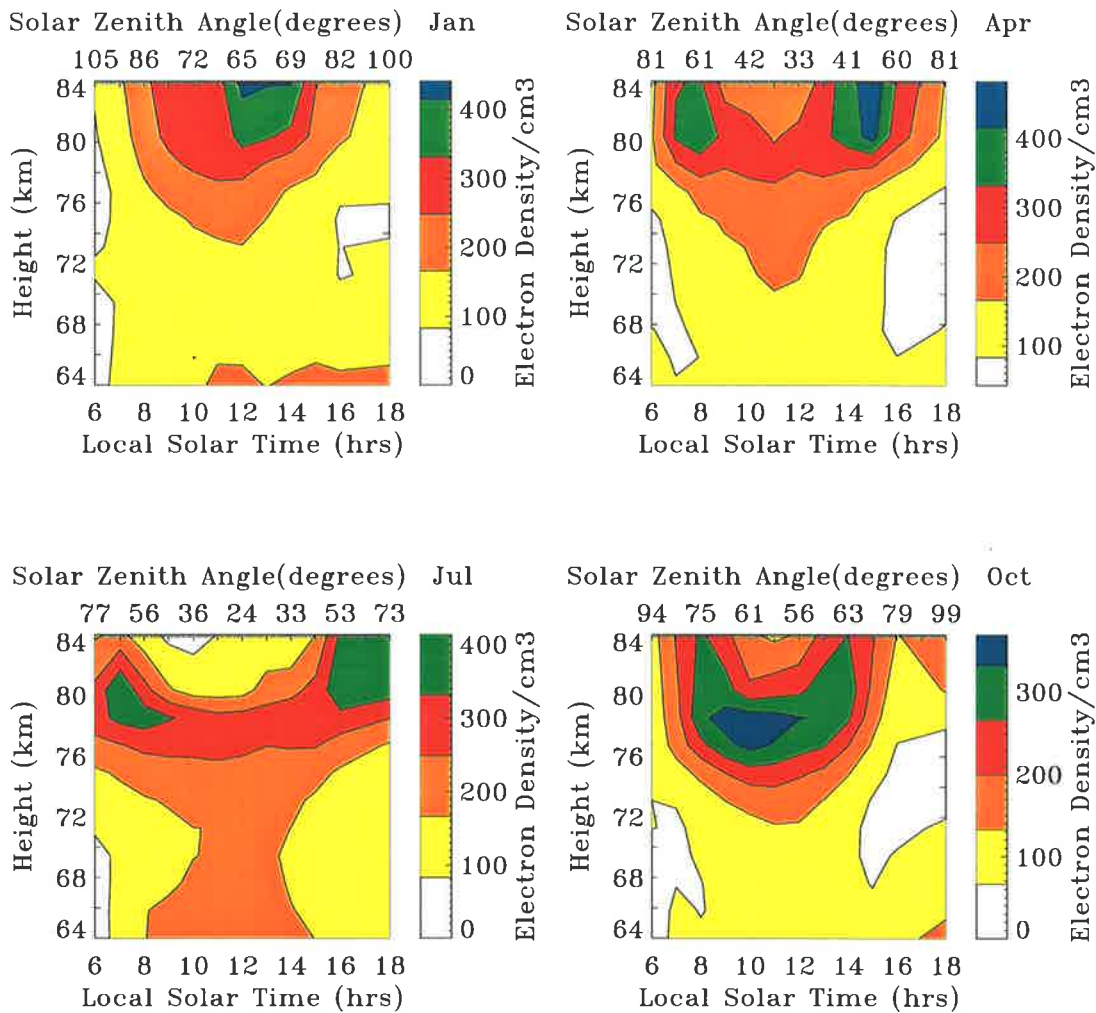 Solar Zenith Angle(degrees) Jan
105 86 72 65 69 82 100
84
80
76
72
68
64
Height (km)
6 8 10 12 14 16 18
Local Solar Time (hrs)
400
300
200
100
0
Electron Density/cm3
Solar Zenith Angle(degrees) Apr
81 61 42 33 41 60 81
84
80
76
72
68
64
Height (km)
6 8 10 12 14 16 18
Local Solar Time (hrs)
400
300
200
100
Electron Density/cm3
Solar Zenith Angle(degrees) Jul
77 56 36 24 33 53 73
84
80
76
72
68
64
Height (km)
6 8 10 12 14 16 18
Local Solar Time (hrs)
400
300
200
100
0
Electron Density/cm3
Solar Zenith Angle(degrees) Oct
94 75 61 56 63 79 99
84
80
76
72
68
64
Height (km)
6 8 10 12 14 16 18
Local Solar Time (hrs)
300
200
100
0
Electron Density/cm3